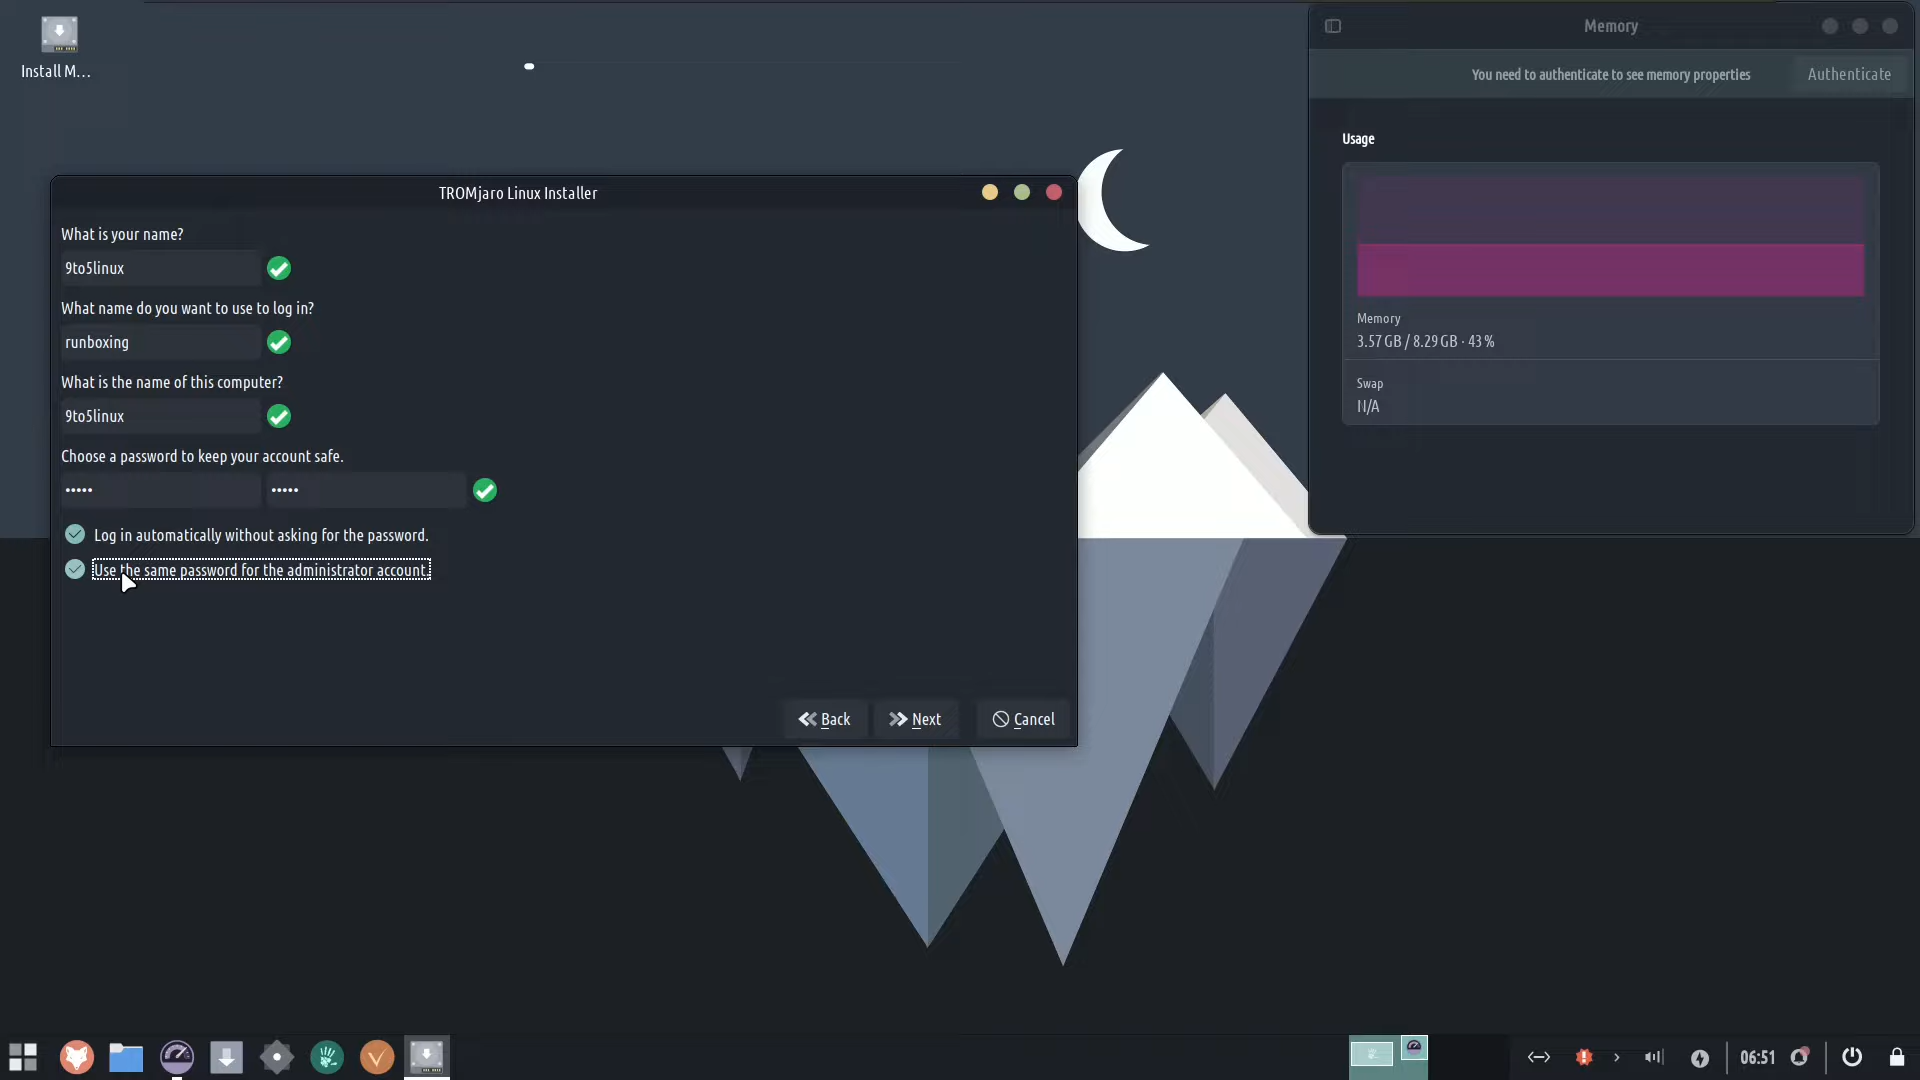 Install M...
TROMjaro Linux Installer
What is your name?
9to5linux
What name do you want to use to log in?
runboxing
What is the name of this computer?
9to5linux
Choose a password to keep your account safe.
••••• •••••
Log in automatically without asking for the password.
Use the same password for the administrator account.
Back Next Cancel
Memory
You need to authenticate to see memory properties Authenticate
Usage
Memory
3.57 GB / 8.29 GB · 43 %
Swap
N/A
06:51